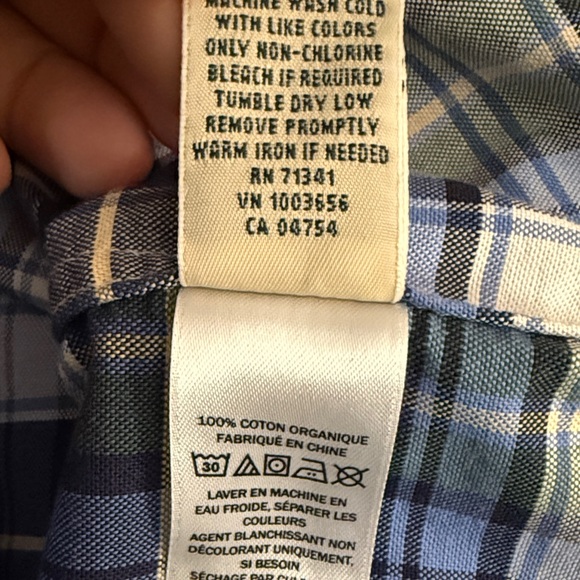 MACHINE WASH COLD
WITH LIKE COLORS
ONLY NON-CHLORINE
BLEACH IF REQUIRED
TUMBLE DRY LOW
REMOVE PROMPTLY
WARM IRON IF NEEDED
RN 71341
VN 1003656
CA 04754
100% COTON ORGANIQUE
FABRIQUÉ EN CHINE
30
LAVER EN MACHINE EN
EAU FROIDE, SÉPARER LES
COULEURS
AGENT BLANCHISSANT NON
DÉCOLORANT UNIQUEMENT,
SI BESOIN
SÉCHAGE PAR